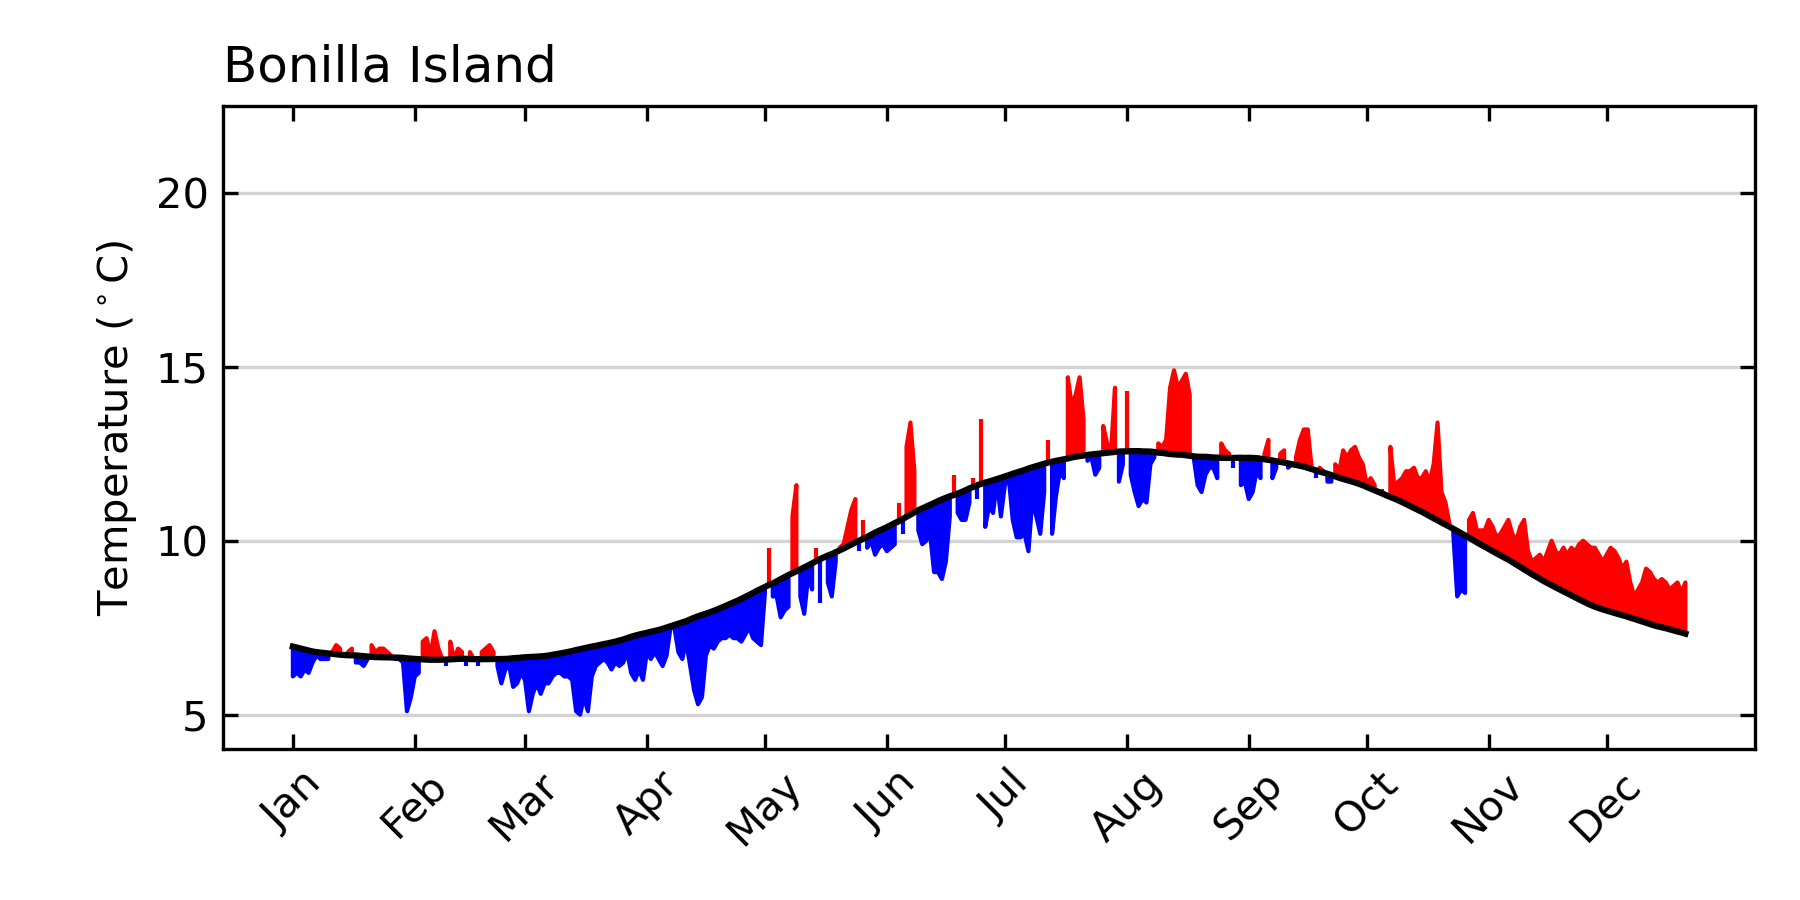 Bonilla Island
Temperature (°C)
20
15
10
5
Jan
Feb
Mar
Apr
May
Jun
Jul
Aug
Sep
Oct
Nov
Dec